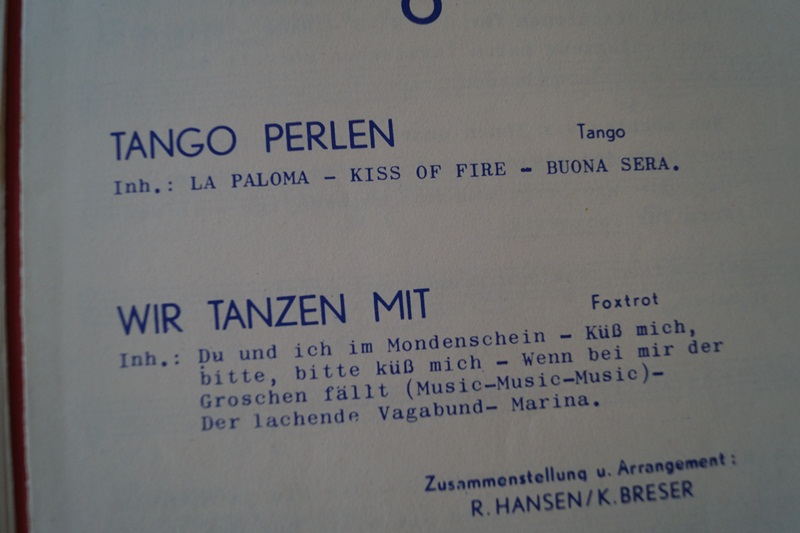 TANGO PERLEN Tango
Inh.: LA PALOMA – KISS OF FIRE – BUONA SERA.
WIR TANZEN MIT Foxtrot
Inh.: Du und ich im Mondenschein – Küß mich,
bitte, bitte küß mich – Wenn bei mir der
Groschen fällt (Music–Music–Music)–
Der lachende Vagabund– Marina.
Zusammenstellung u. Arrangement:
R. HANSEN/K. BRESER